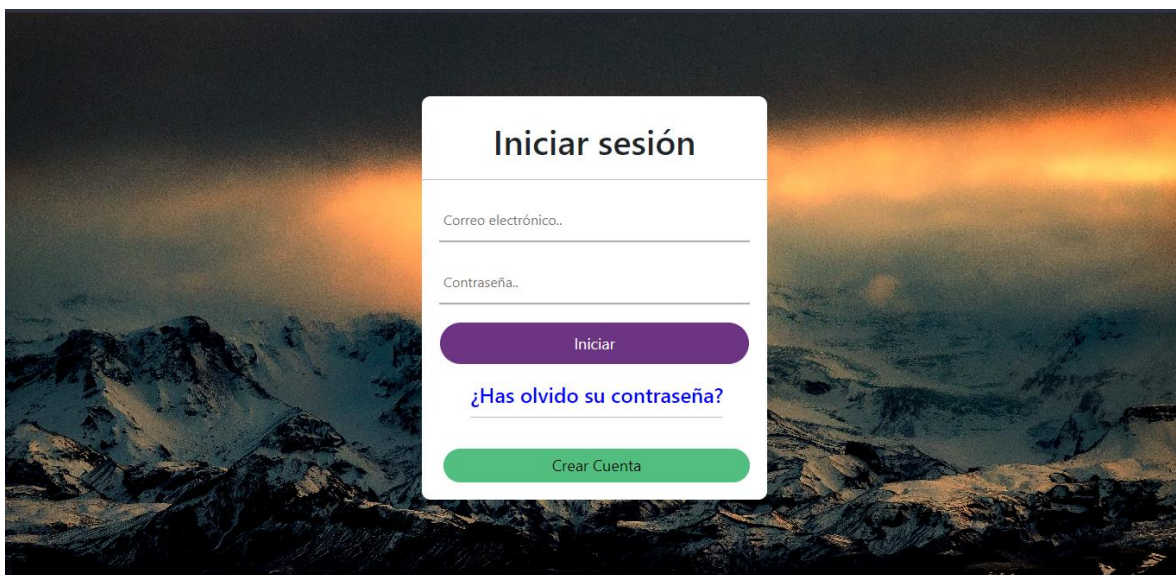 Iniciar sesión
Correo electrónico..
Contraseña..
Iniciar
¿Has olvido su contraseña?
Crear Cuenta